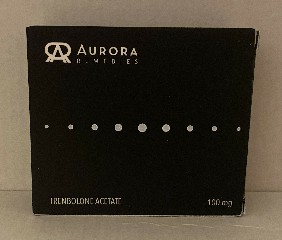 AURORA
REMEDIES
TRENBOLONE ACETATE 100 mg